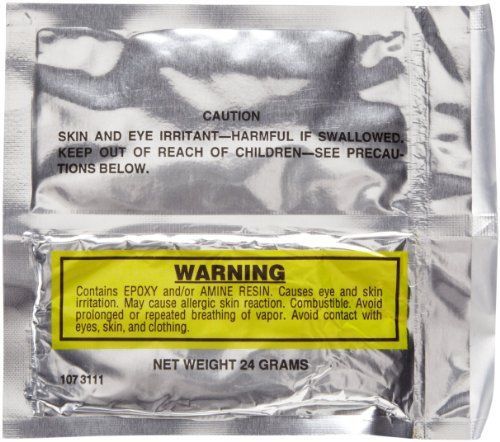 CAUTION
SKIN AND EYE IRRITANT—HARMFUL IF SWALLOWED.
KEEP OUT OF REACH OF CHILDREN—SEE PRECAU-
TIONS BELOW.
WARNING
Contains EPOXY and/or AMINE RESIN. Causes eye and skin
irritation. May cause allergic skin reaction. Combustible. Avoid
prolonged or repeated breathing of vapor. Avoid contact with
eyes, skin, and clothing.
NET WEIGHT 24 GRAMS
107 3111